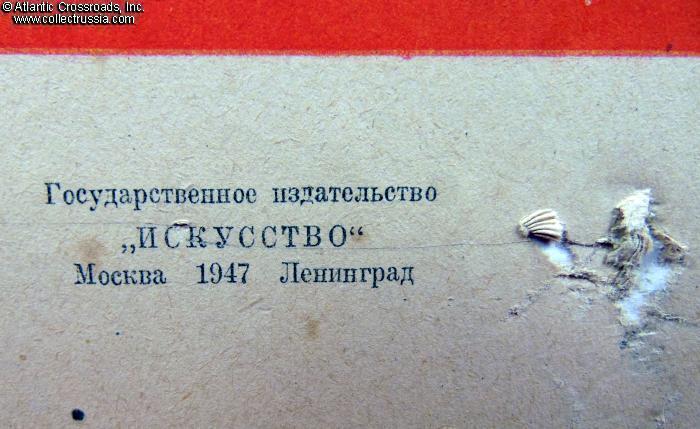 © Atlantic Crossroads, Inc.
www.collectrussia.com
Государственное издательство
„ИСКУССТВО“
Москва 1947 Ленинград